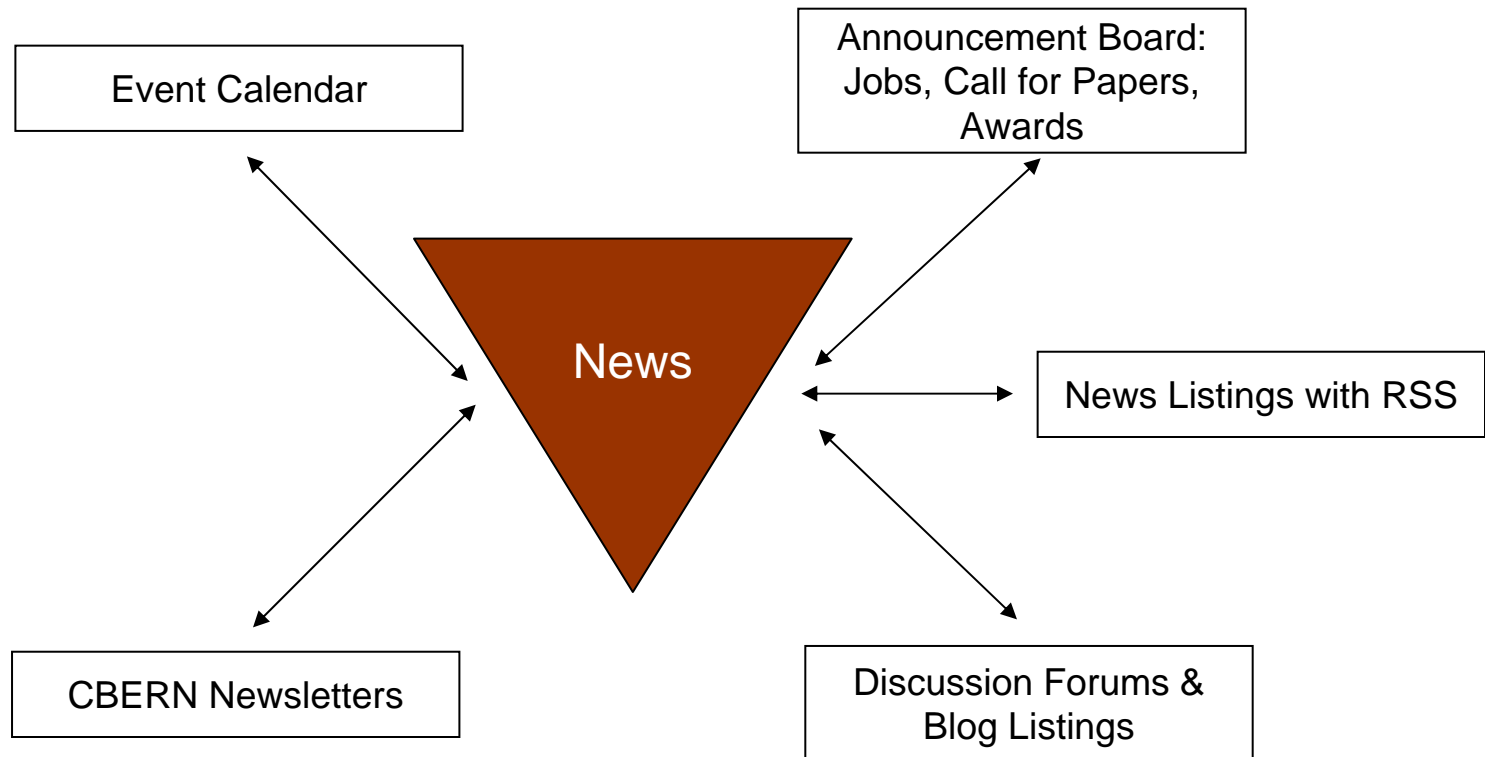 Event Calendar
Announcement Board:
Jobs, Call for Papers,
Awards
News
News Listings with RSS
CBERN Newsletters
Discussion Forums &
Blog Listings